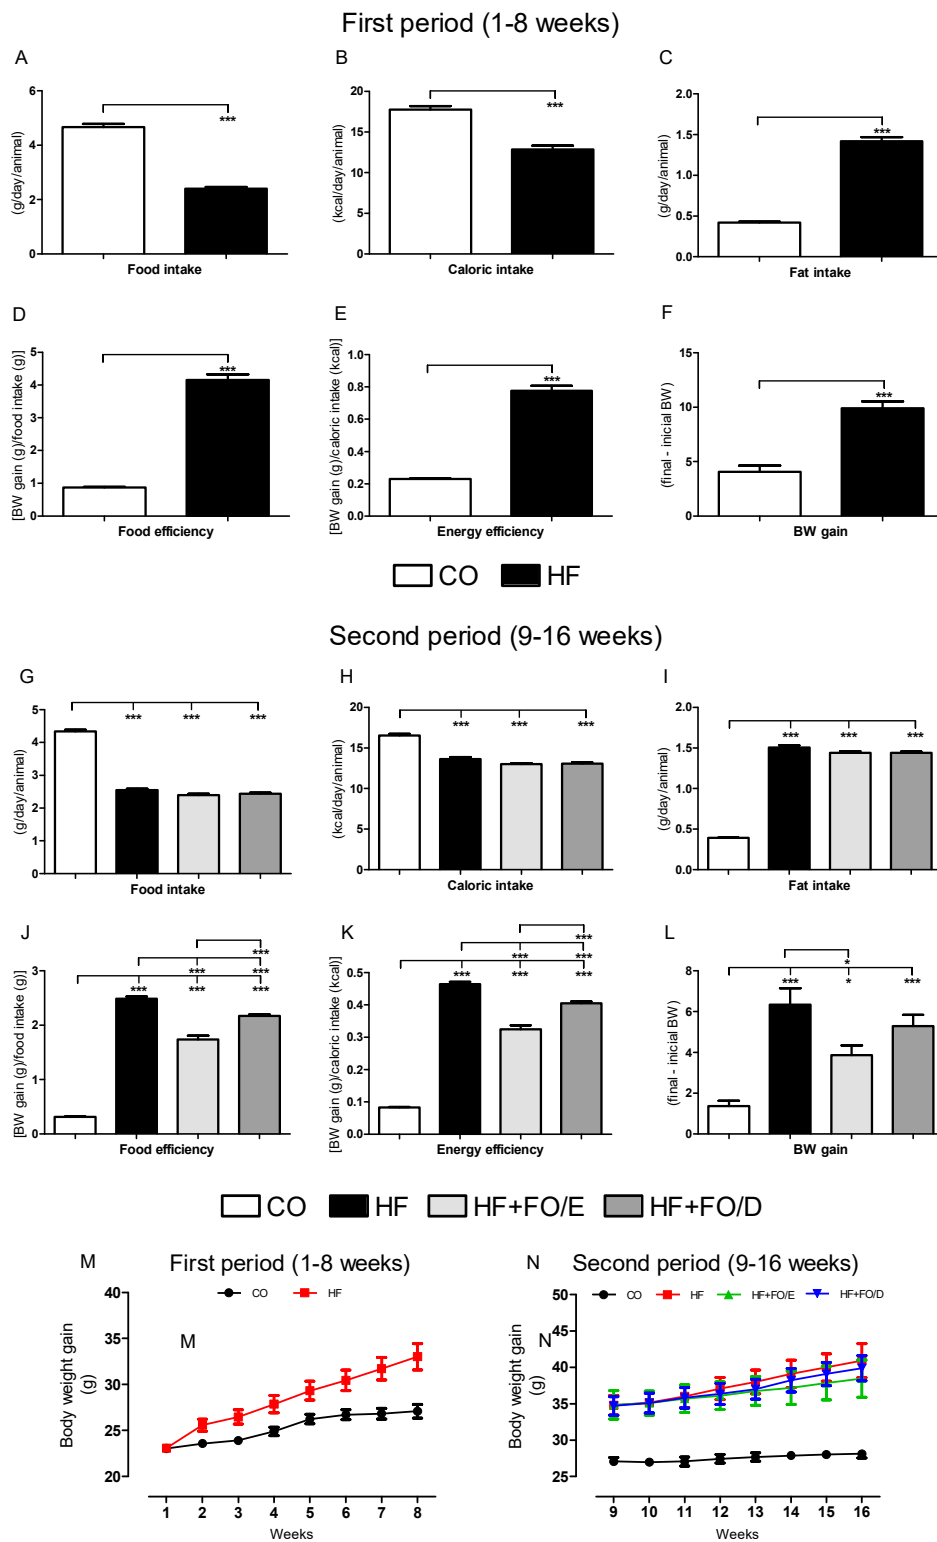 First period (1-8 weeks)
A
B
C
(g/day/animal)
6
4
2
0
***
Food intake
(kcal/day/animal)
20
15
10
5
0
***
Caloric intake
(g/day/animal)
2.0
1.5
1.0
0.5
0.0
***
Fat intake
D
E
F
[BW gain (g)/food intake (g)]
5
4
3
2
1
0
***
Food efficiency
[BW gain (g)/caloric intake (kcal)]
1.0
0.8
0.6
0.4
0.2
0.0
***
Energy efficiency
(final - inicial BW)
15
10
5
0
***
BW gain
CO HF
Second period (9-16 weeks)
G
H
I
(g/day/animal)
5
4
3
2
1
0
*** *** ***
Food intake
(kcal/day/animal)
20
15
10
5
0
*** *** ***
Caloric intake
(g/day/animal)
2.0
1.5
1.0
0.5
0.0
*** *** ***
Fat intake
J
K
L
[BW gain (g)/food intake (g)]
3
2
1
0
***
*** ***
*** *** ***
Food efficiency
[BW gain (g)/caloric intake (kcal)]
0.5
0.4
0.3
0.2
0.1
0.0
***
*** ***
*** *** ***
Energy efficiency
(final - inicial BW)
8
6
4
2
0
*
*** * ***
BW gain
CO HF HF+FO/E HF+FO/D
M
First period (1-8 weeks)
CO HF
M
Body weight gain
(g)
40
35
30
25
20
1 2 3 4 5 6 7 8
Weeks
N
Second period (9-16 weeks)
CO HF HF+FO/E HF+FO/D
N
Body weight gain
(g)
50
45
40
35
30
25
9 10 11 12 13 14 15 16
Weeks